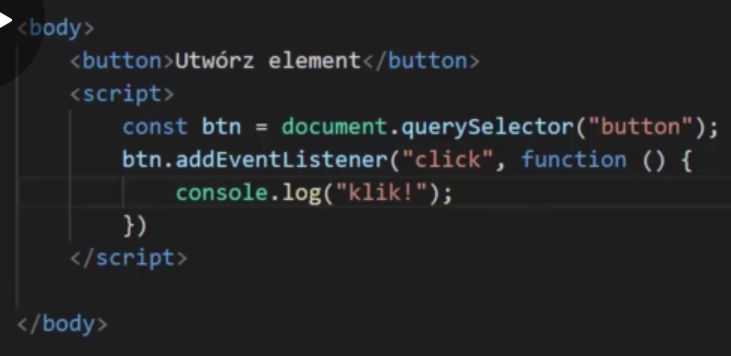 <body>
<button>Utwórz element</button>
<script>
const btn = document.querySelector("button");
btn.addEventListener("click", function () {
console.log("klik!");
})
</script>
</body>